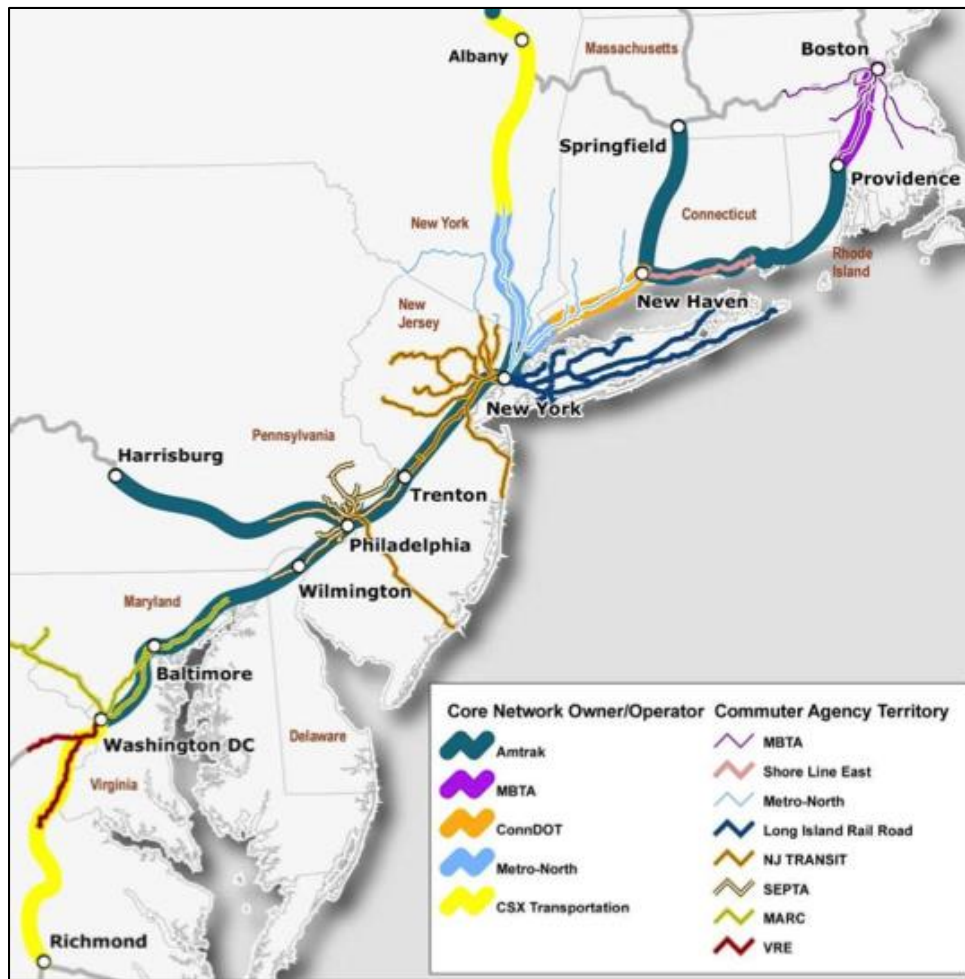 Albany
Massachusetts
Boston
Springfield
Providence
New York
Connecticut
Rhode
Island
New Haven
New
Jersey
New York
Pennsylvania
Harrisburg
Trenton
Philadelphia
Wilmington
Maryland
Baltimore
Washington DC
Delaware
Virginia
Richmond
Core Network Owner/Operator
Amtrak
MBTA
ConnDOT
Metro-North
CSX Transportation
Commuter Agency Territory
MBTA
Shore Line East
Metro-North
Long Island Rail Road
NJ TRANSIT
SEPTA
MARC
VRE